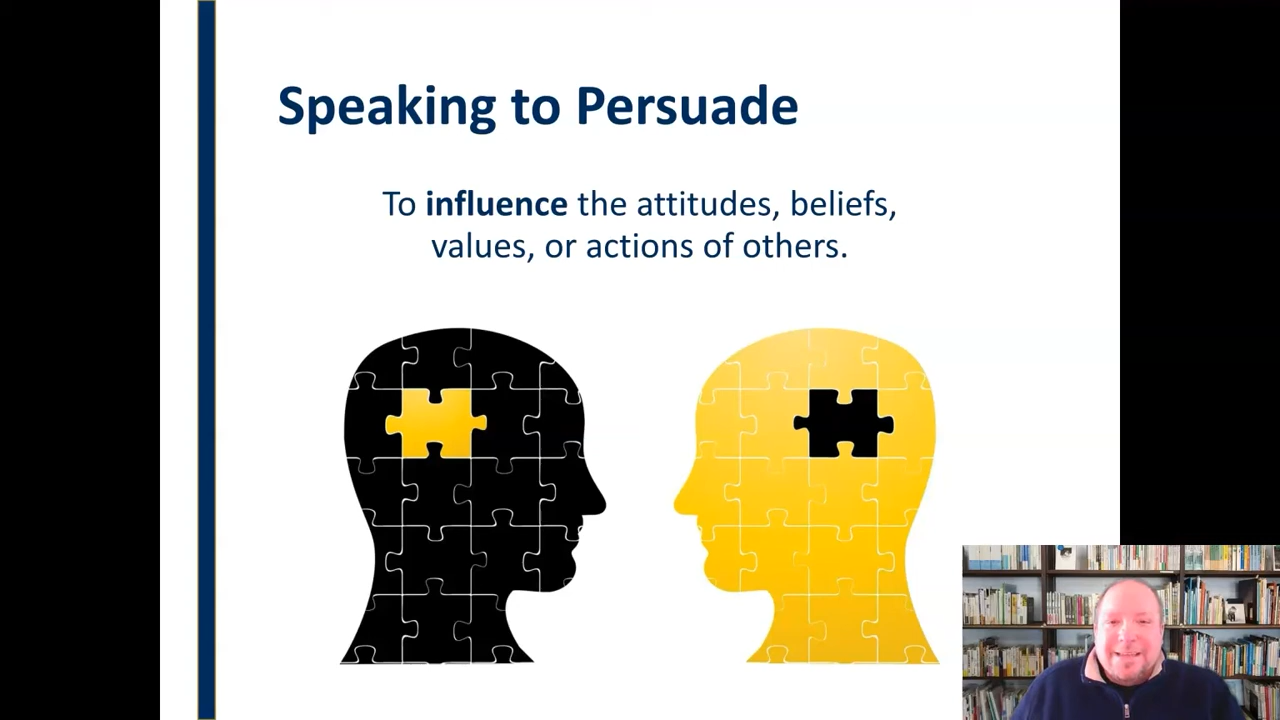 Speaking to Persuade
To influence the attitudes, beliefs,
values, or actions of others.